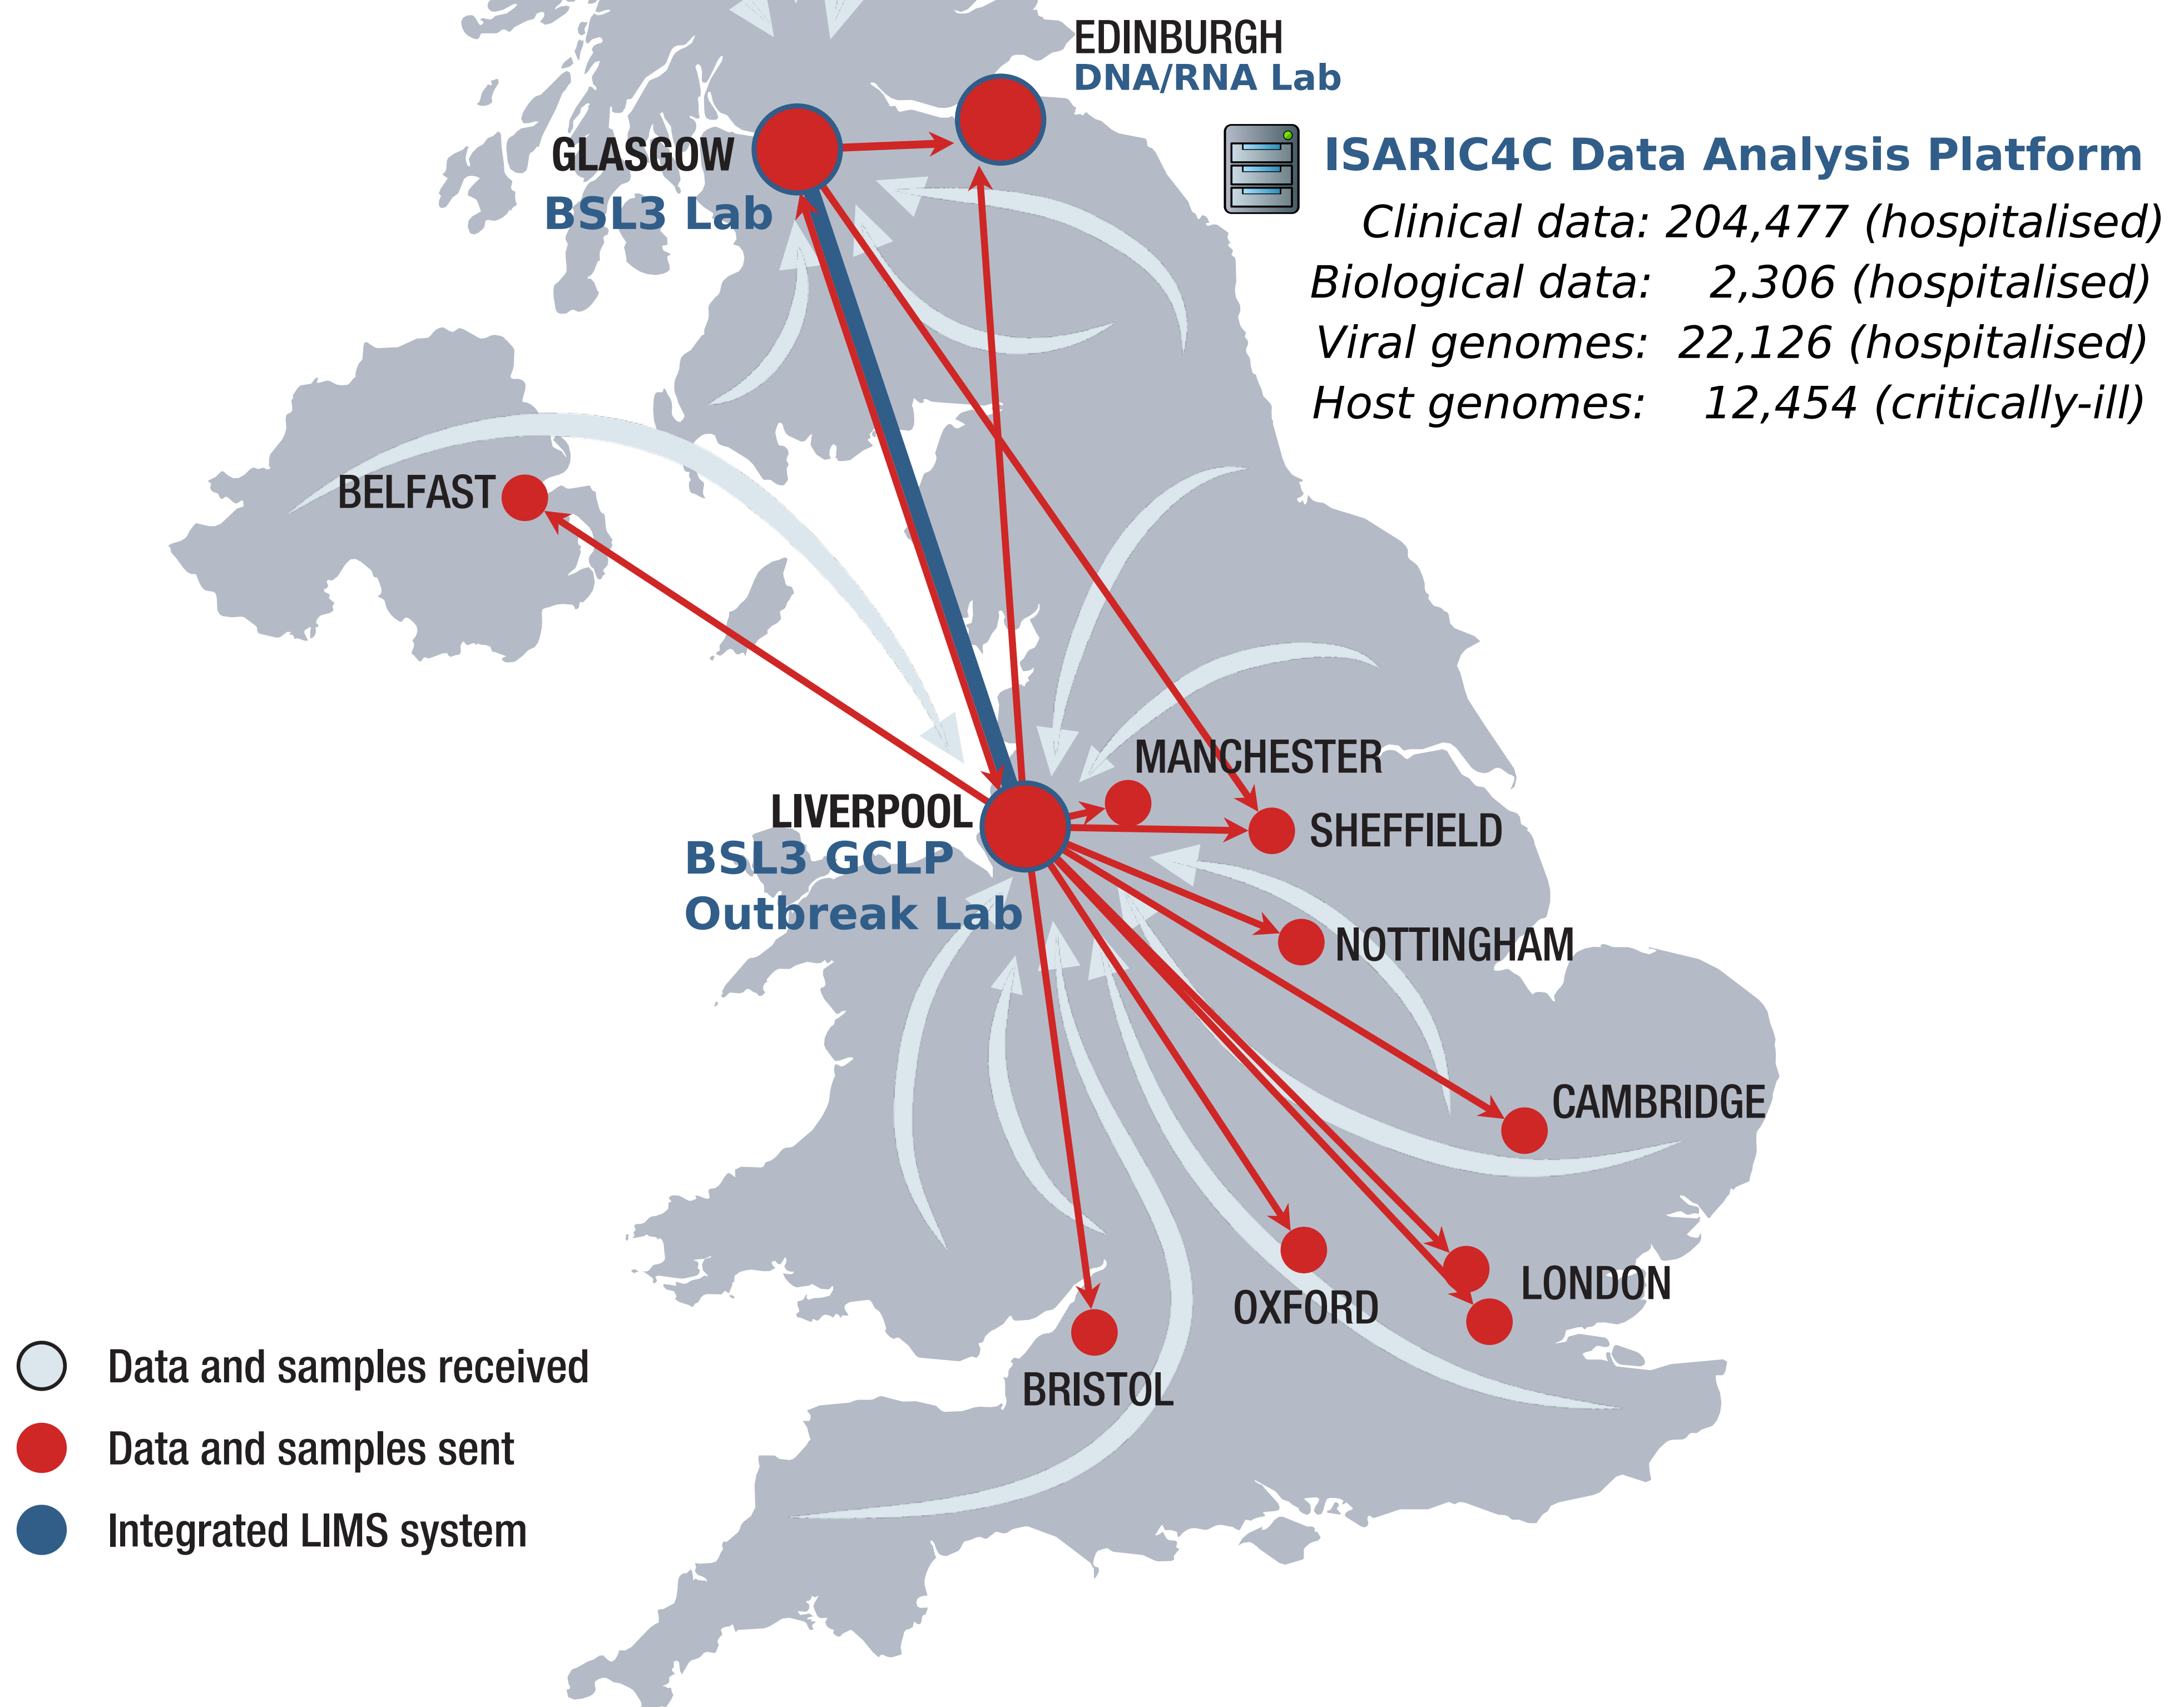 EDINBURGH
DNA/RNA Lab
GLASGOW
BSL3 Lab
ISARIC4C Data Analysis Platform
Clinical data: 204,477 (hospitalised)
Biological data: 2,306 (hospitalised)
Viral genomes: 22,126 (hospitalised)
Host genomes: 12,454 (critically-ill)
BELFAST
MANCHESTER
LIVERPOOL
BSL3 GCLP
Outbreak Lab
SHEFFIELD
NOTTINGHAM
CAMBRIDGE
LONDON
OXFORD
BRISTOL
Data and samples received
Data and samples sent
Integrated LIMS system